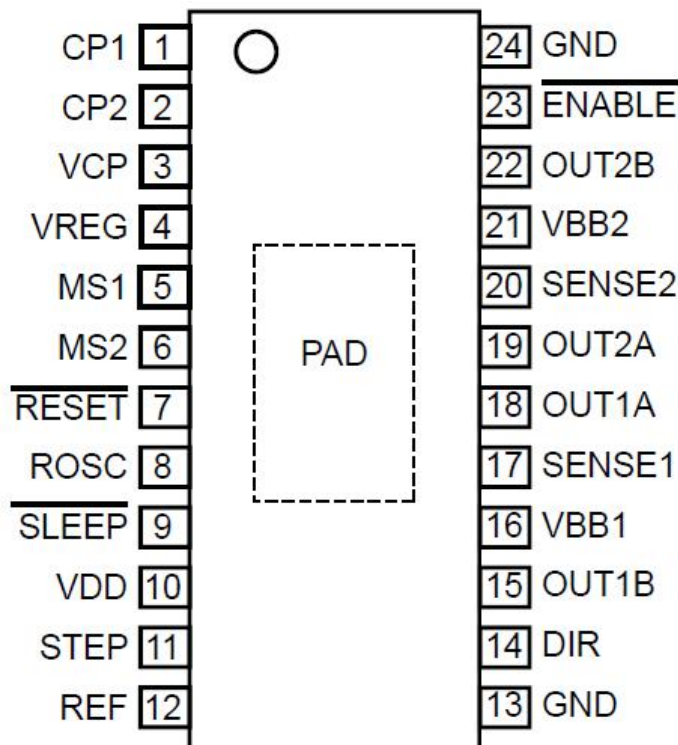 CP1 1
CP2 2
VCP 3
VREG 4
MS1 5
MS2 6
RESET 7
ROSC 8
SLEEP 9
VDD 10
STEP 11
REF 12
PAD
24 GND
23 ENABLE
22 OUT2B
21 VBB2
20 SENSE2
19 OUT2A
18 OUT1A
17 SENSE1
16 VBB1
15 OUT1B
14 DIR
13 GND